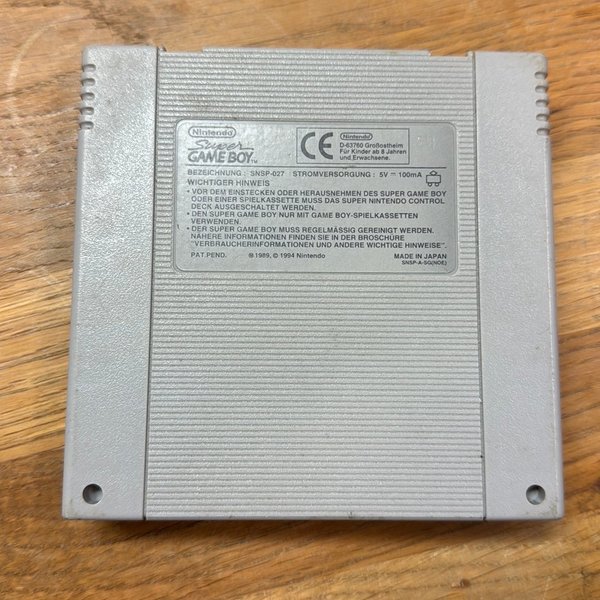 Nintendo
Super
GAME BOY™
CE
Nintendo
D-63760 Großostheim
Für Kinder ab 8 Jahren
und Erwachsene.
BEZEICHNUNG : SNSP-027 STROMVERSORGUNG : 5V ⎓ 100mA
WICHTIGER HINWEIS
• VOR DEM EINSTECKEN ODER HERAUSNEHMEN DES SUPER GAME BOY
ODER EINER SPIELKASSETTE MUSS DAS SUPER NINTENDO CONTROL
DECK AUSGESCHALTET WERDEN.
• DEN SUPER GAME BOY NUR MIT GAME BOY-SPIELKASSETTEN
VERWENDEN.
• DER SUPER GAME BOY MUSS REGELMÄSSIG GEREINIGT WERDEN.
NÄHERE INFORMATIONEN FINDEN SIE IN DER BROSCHÜRE
"VERBRAUCHERINFORMATIONEN UND ANDERE WICHTIGE HINWEISE".
PAT.PEND. ℗ 1989, © 1994 Nintendo MADE IN JAPAN
SNSP-A-SG(NOE)